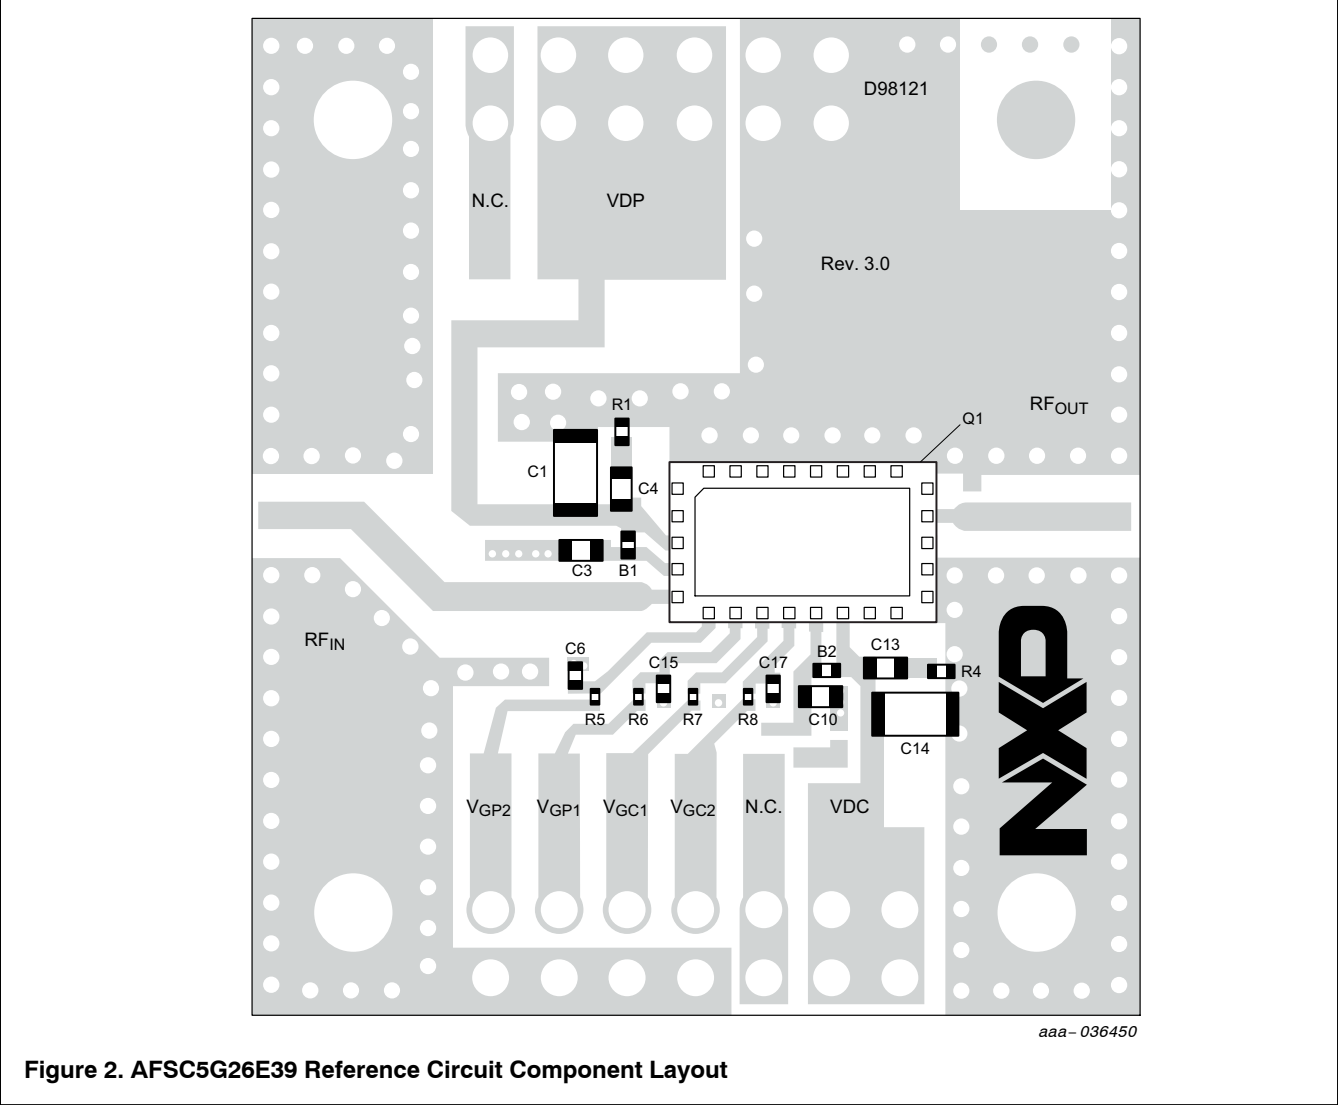 D98121
N.C.
VDP
Rev. 3.0
R1
RFOUT
Q1
C1
C4
C3
B1
RFIN
C6
C15
C17
B2
C13
R4
R5
R6
R7
R8
C10
C14
NXP
VGP2
VGP1
VGC1
VGC2
N.C.
VDC
aaa-036450
Figure 2. AFSC5G26E39 Reference Circuit Component Layout